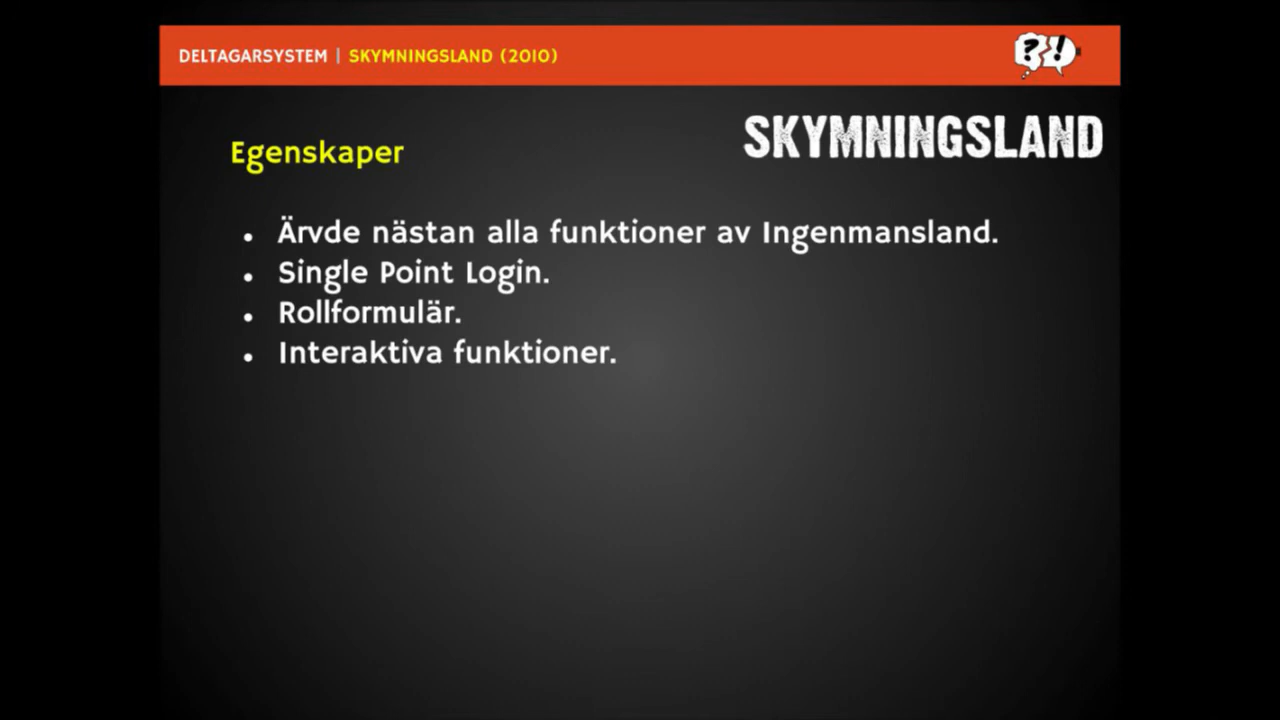 DELTAGARSYSTEM | SKYMNINGSLAND (2010)
?!
SKYMNINGSLAND
Egenskaper
• Ärvde nästan alla funktioner av Ingenmansland.
• Single Point Login.
• Rollformulär.
• Interaktiva funktioner.